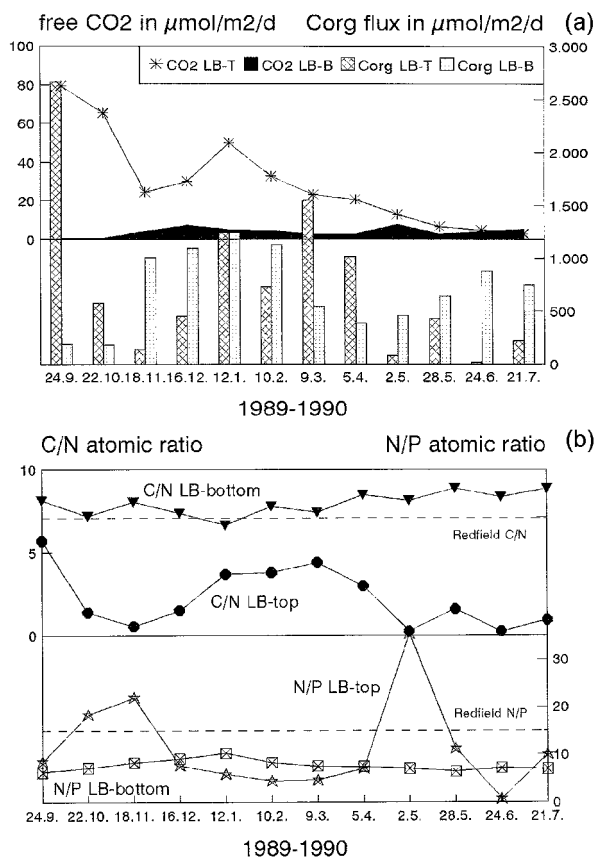 free CO2 in µmol/m2/d Corg flux in µmol/m2/d (a)
100 3.000
CO2 LB-T CO2 LB-B Corg LB-T Corg LB-B
80 2.500
60 2.000
40
20 1.500
0 1.000
500
0
24.9. 22.10. 18.11. 16.12. 12.1. 10.2. 9.3. 5.4. 2.5. 28.5. 24.6. 21.7.
1989-1990
C/N atomic ratio N/P atomic ratio (b)
10
C/N LB-bottom
Redfield C/N
5
C/N LB-top
0
30
N/P LB-top
20
Redfield N/P
10
N/P LB-bottom
0
24.9. 22.10. 18.11. 16.12. 12.1. 10.2. 9.3. 5.4. 2.5. 28.5. 24.6. 21.7.
1989-1990